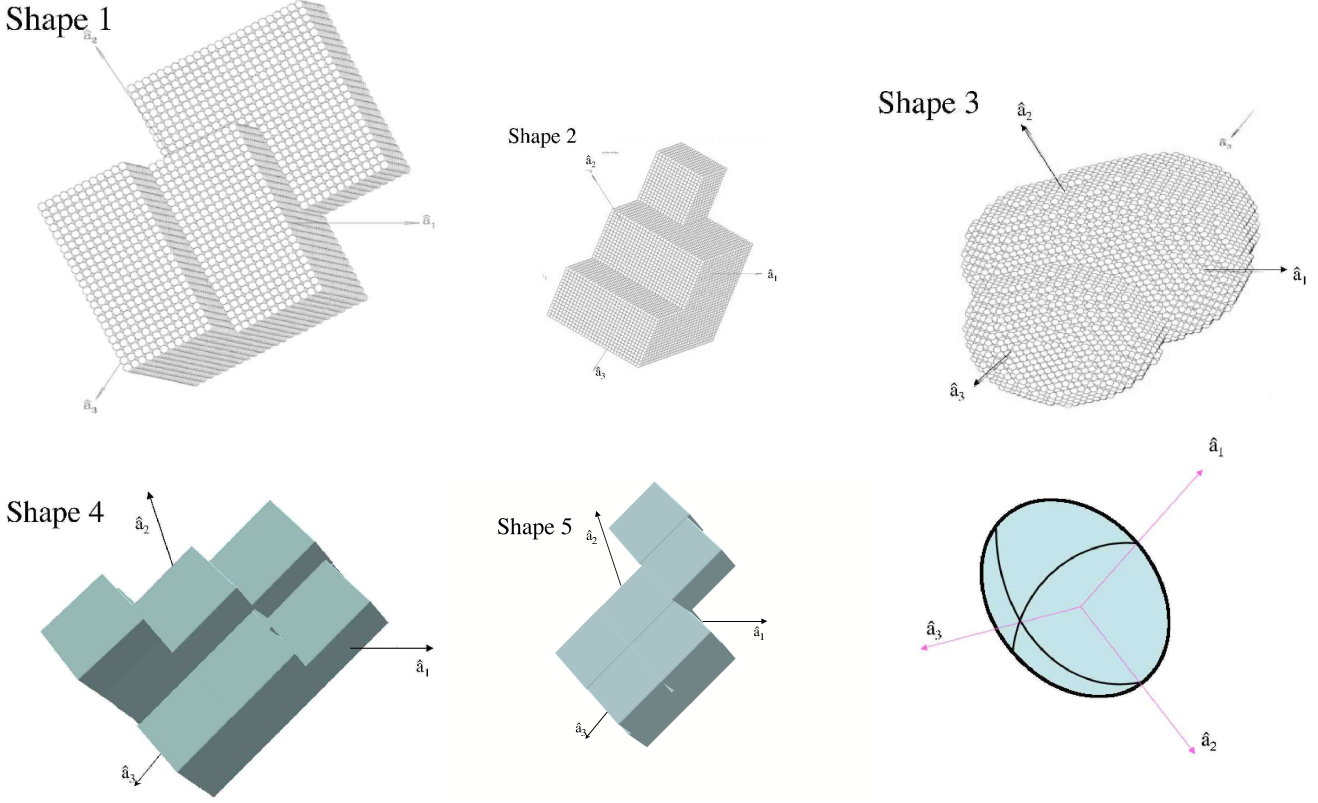 Shape 1
â₂
â₁
â₃
Shape 2
â₂
â₁
â₃
Shape 3
â₂
â₃
â₁
â₃
Shape 4
â₂
â₁
â₃
Shape 5
â₂
â₁
â₃
â₁
â₃
â₂